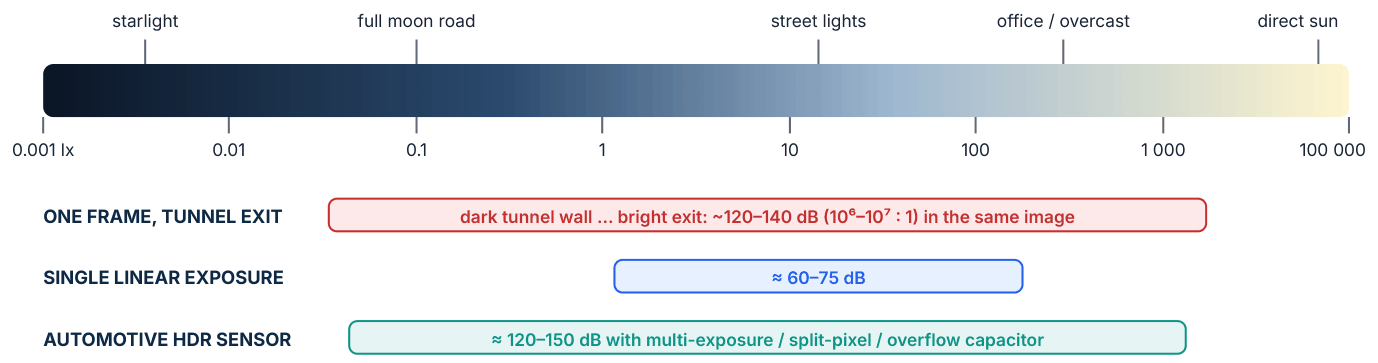 starlight full moon road street lights office / overcast direct sun
0.001 lx 0.01 0.1 1 10 100 1 000 100 000
ONE FRAME, TUNNEL EXIT dark tunnel wall … bright exit: ~120–140 dB (10⁶–10⁷ : 1) in the same image
SINGLE LINEAR EXPOSURE ≈ 60–75 dB
AUTOMOTIVE HDR SENSOR ≈ 120–150 dB with multi-exposure / split-pixel / overflow capacitor